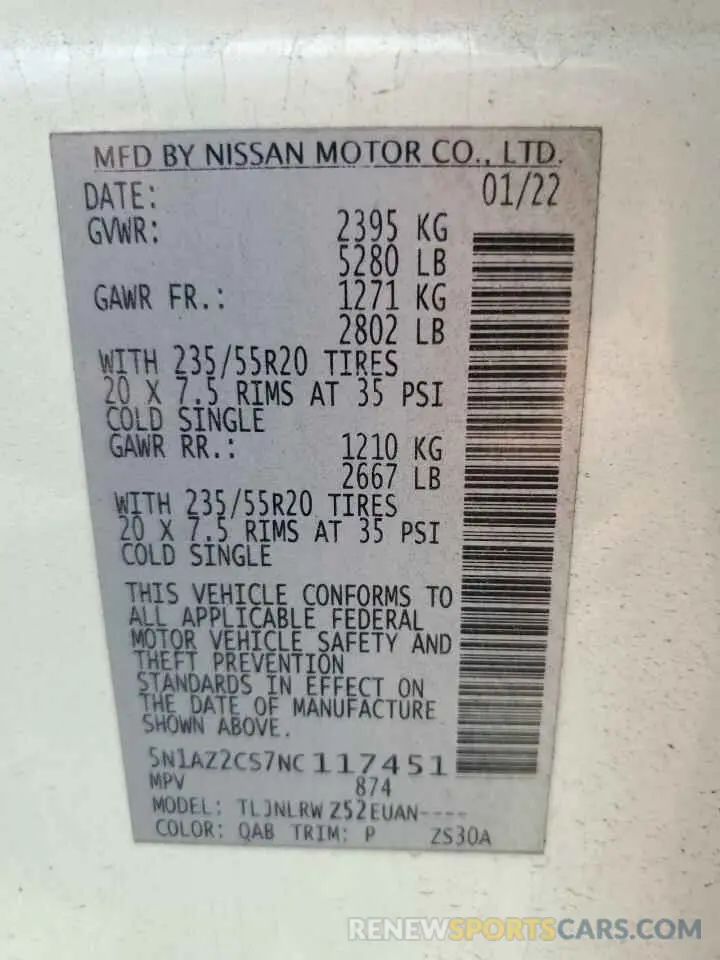 MFD BY NISSAN MOTOR CO., LTD.
DATE: 01/22
GVWR: 2395 KG
5280 LB
GAWR FR.: 1271 KG
2802 LB
WITH 235/55R20 TIRES
20 X 7.5 RIMS AT 35 PSI
COLD SINGLE
GAWR RR.: 1210 KG
2667 LB
WITH 235/55R20 TIRES
20 X 7.5 RIMS AT 35 PSI
COLD SINGLE
THIS VEHICLE CONFORMS TO
ALL APPLICABLE FEDERAL
MOTOR VEHICLE SAFETY AND
THEFT PREVENTION
STANDARDS IN EFFECT ON
THE DATE OF MANUFACTURE
SHOWN ABOVE.
5N1AZ2CS7NC117451
MPV 874
MODEL: TLJNLRW Z52EUAN----
COLOR: QAB TRIM: P ZS30A
RENEWSPORTSCARS.COM